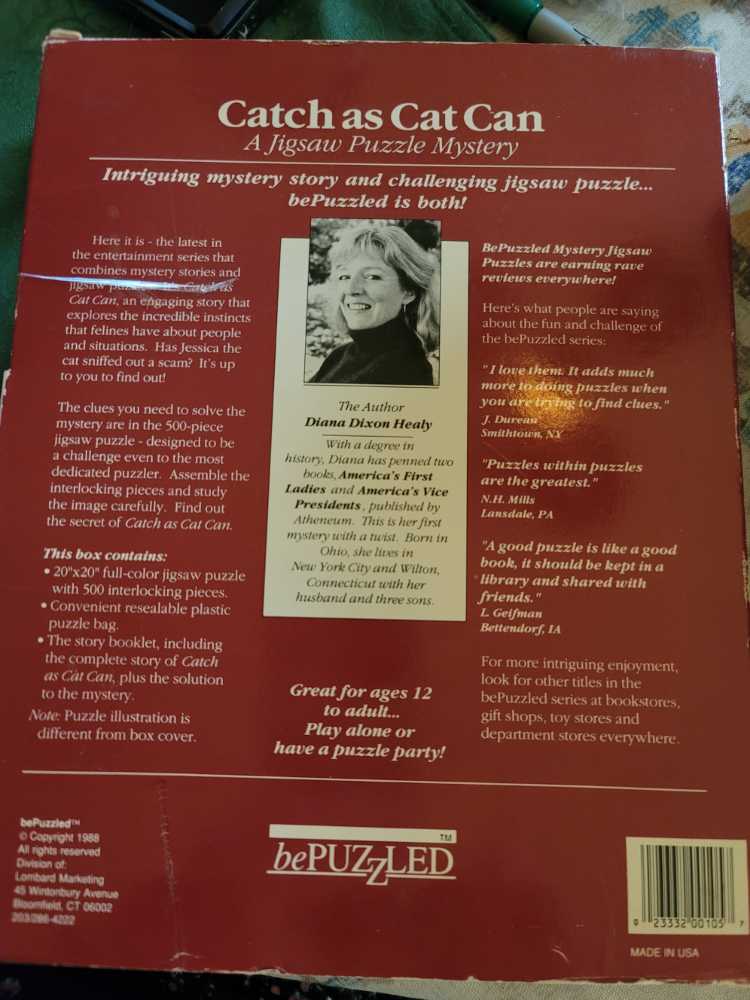 Catch as Cat Can
A Jigsaw Puzzle Mystery
Intriguing mystery story and challenging jigsaw puzzle...
bePuzzled is both!
Here it is - the latest in
the entertainment series that
combines mystery stories and
jigsaw puzzles. It's Catch as
Cat Can, an engaging story that
explores the incredible instincts
that felines have about people
and situations. Has Jessica the
cat sniffed out a scam? It's up
to you to find out!
The clues you need to solve the
mystery are in the 500-piece
jigsaw puzzle - designed to be
a challenge even to the most
dedicated puzzler. Assemble the
interlocking pieces and study
the image carefully. Find out
the secret of Catch as Cat Can.
This box contains:
• 20"x20" full-color jigsaw puzzle
with 500 interlocking pieces.
• Convenient resealable plastic
puzzle bag.
• The story booklet, including
the complete story of Catch
as Cat Can, plus the solution
to the mystery.
Note: Puzzle illustration is
different from box cover.
The Author
Diana Dixon Healy
With a degree in
history, Diana has penned two
books, America's First
Ladies and America's Vice
Presidents, published by
Atheneum. This is her first
mystery with a twist. Born in
Ohio, she lives in
New York City and Wilton,
Connecticut with her
husband and three sons.
Great for ages 12
to adult...
Play alone or
have a puzzle party!
BePuzzled Mystery Jigsaw
Puzzles are earning rave
reviews everywhere!
Here's what people are saying
about the fun and challenge of
the bePuzzled series:
"I love them. It adds much
more to doing puzzles when
you are trying to find clues."
J. Dureau
Smithtown, NY
"Puzzles within puzzles
are the greatest."
N.H. Mills
Lansdale, PA
"A good puzzle is like a good
book, it should be kept in a
library and shared with
friends."
L. Geifman
Bettendorf, IA
For more intriguing enjoyment,
look for other titles in the
bePuzzled series at bookstores,
gift shops, toy stores and
department stores everywhere.
bePuzzled™
© Copyright 1988
All rights reserved
Division of:
Lombard Marketing
45 Wintonbury Avenue
Bloomfield, CT 06002
203/286-4222
bePUZZLED TM
0 23332 00105 7
MADE IN USA